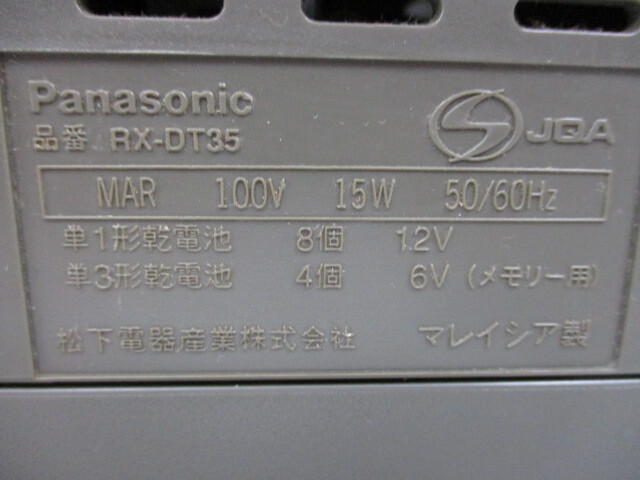 Panasonic
品番 RX-DT35
JQA
MAR 100V 15W 50/60Hz
単1形乾電池 8個 12V
単3形乾電池 4個 6V (メモリー用)
松下電器産業株式会社 マレイシア製